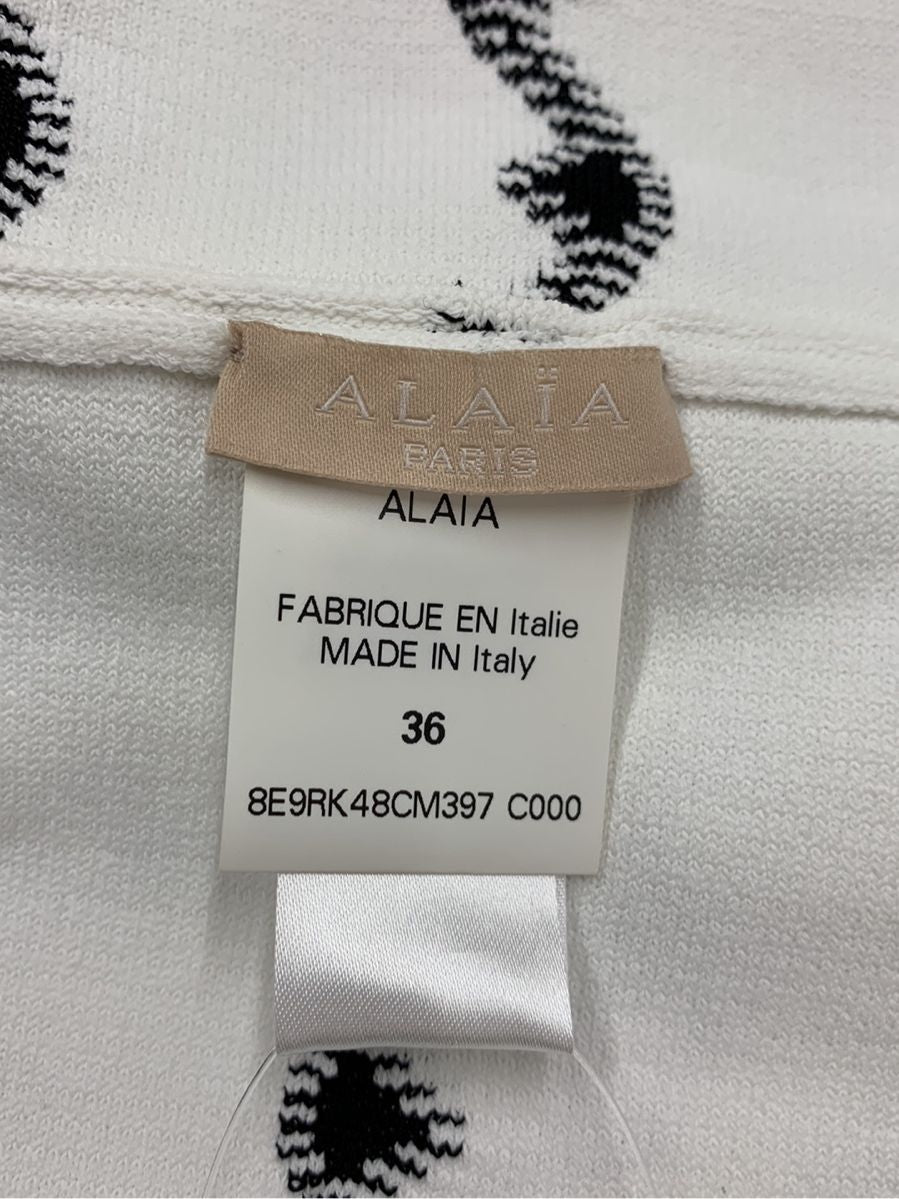 ALAÏA
PARIS
ALAIA
FABRIQUE EN Italie
MADE IN Italy
36
8E9RK48CM397 C000